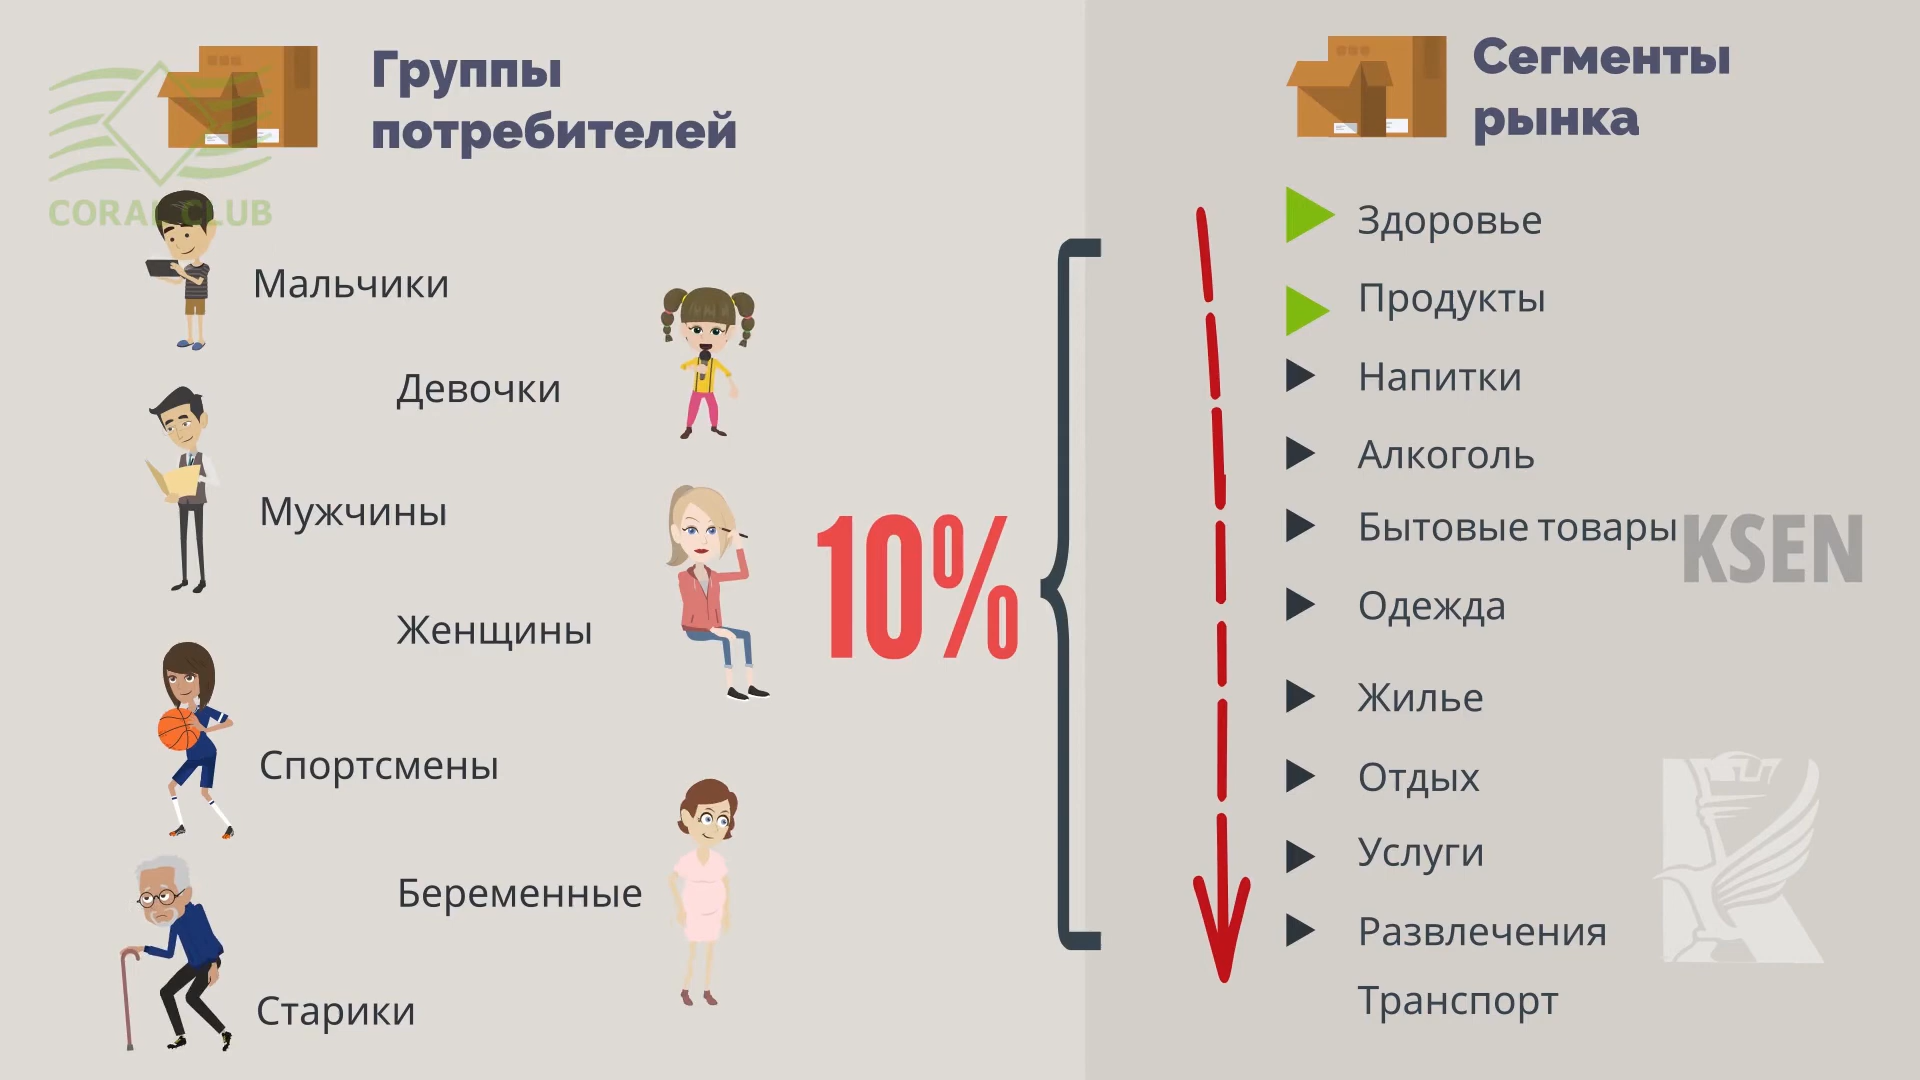 Группы
потребителей
CORAL CLUB
Мальчики
Девочки
Мужчины
Женщины
Спортсмены
Беременные
Старики
10%
Сегменты
рынка
Здоровье
Продукты
Напитки
Алкоголь
Бытовые товары
KSEN
Одежда
Жилье
Отдых
Услуги
Развлечения
Транспорт